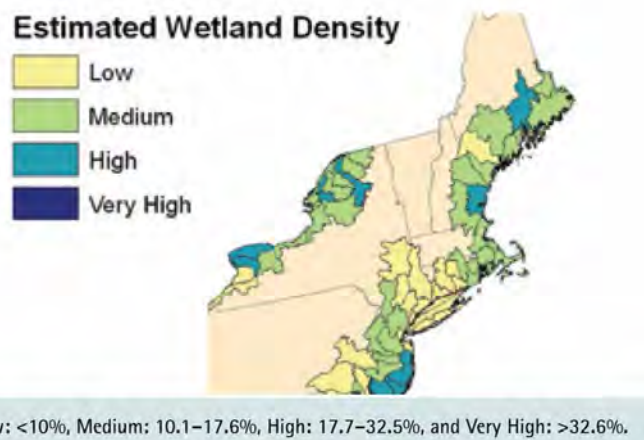 Estimated Wetland Density
Low
Medium
High
Very High
: <10%, Medium: 10.1–17.6%, High: 17.7–32.5%, and Very High: >32.6%.